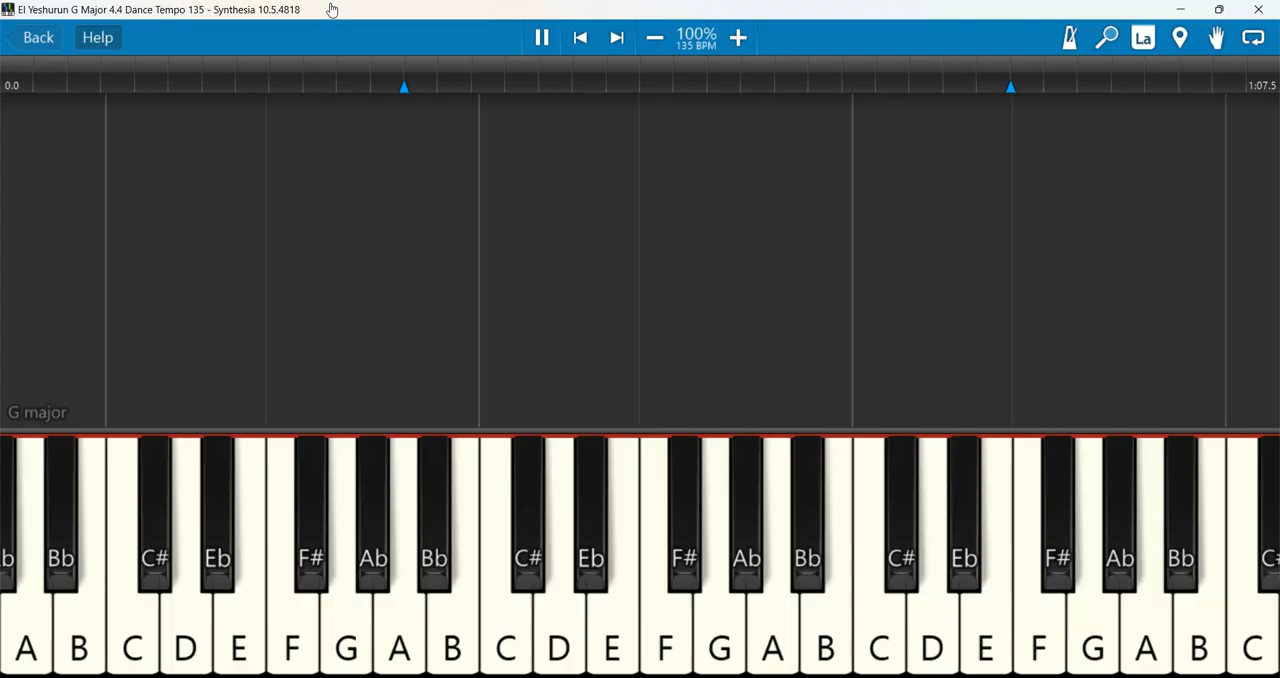 El Yeshurun G Major 4.4 Dance Tempo 135 - Synthesia 10.5.4818
Back Help 100% La
135 BPM
0.0 1:07.5
G major
b Bb C# Eb F# Ab Bb C# Eb F# Ab Bb C# Eb F# Ab Bb C#
A B C D E F G A B C D E F G A B C D E F G A B C